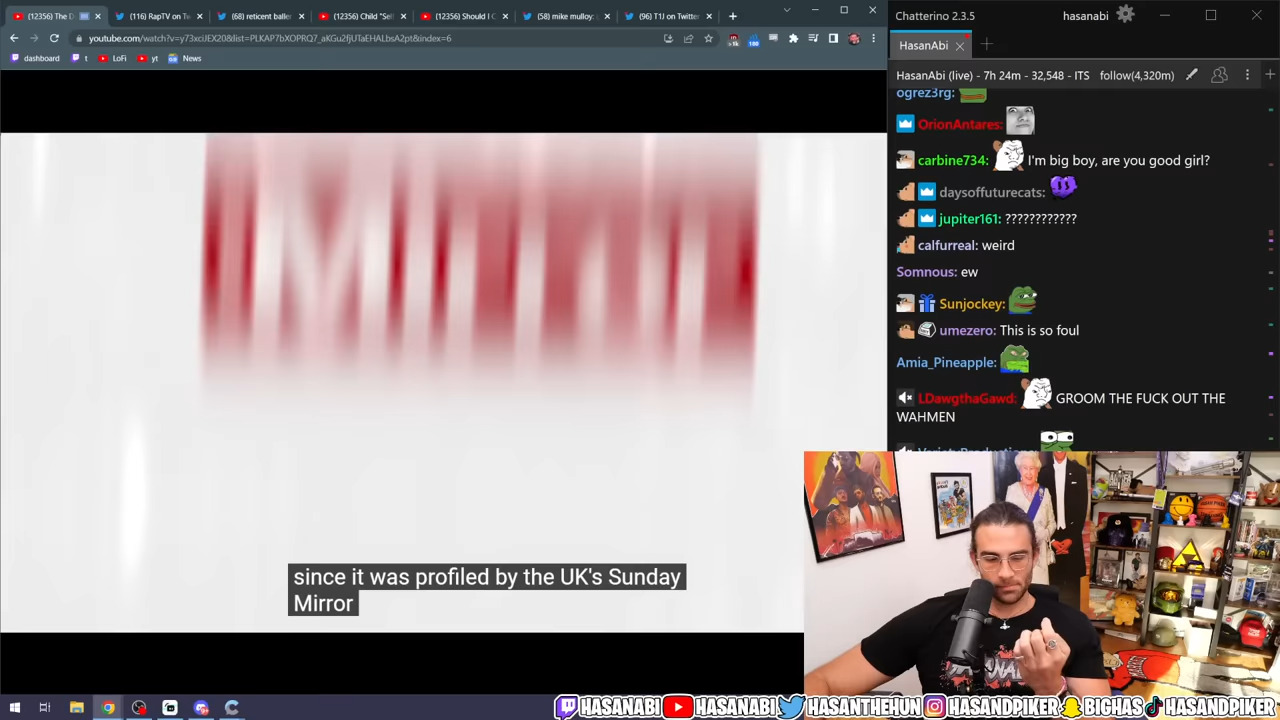 (12356) The D
(116) RapTV on Tw
(68) reticent baller
(12356) Child "Sel
(12356) Should I C
(58) mike mulloy:
(96) T1J on Twitter
youtube.com/watch?v=y73xciJEX20&list=PLKAP7bXOPRQ7_aKGu2fjUTaEHALbsA2pt&index=6
dashboard
t
LoFi
yt
News
since it was profiled by the UK's Sunday
Mirror
Chatterino 2.3.5
hasanabi
HasanAbi
HasanAbi (live) - 7h 24m - 32,548 - ITS
follow(4,320m)
ogrez3rg:
OrionAntares:
carbine734: I'm big boy, are you good girl?
daysoffuturecats:
jupiter161: ????????????
calfurreal: weird
Somnous: ew
Sunjockey:
umezero: This is so foul
Amia_Pineapple:
LDawgthaGawd: GROOM THE FUCK OUT THE
WAHMEN
HASANABI
HASANABI
HASANTHEHUN
HASANDPIKER
BIGHAS
HASANDPIKER